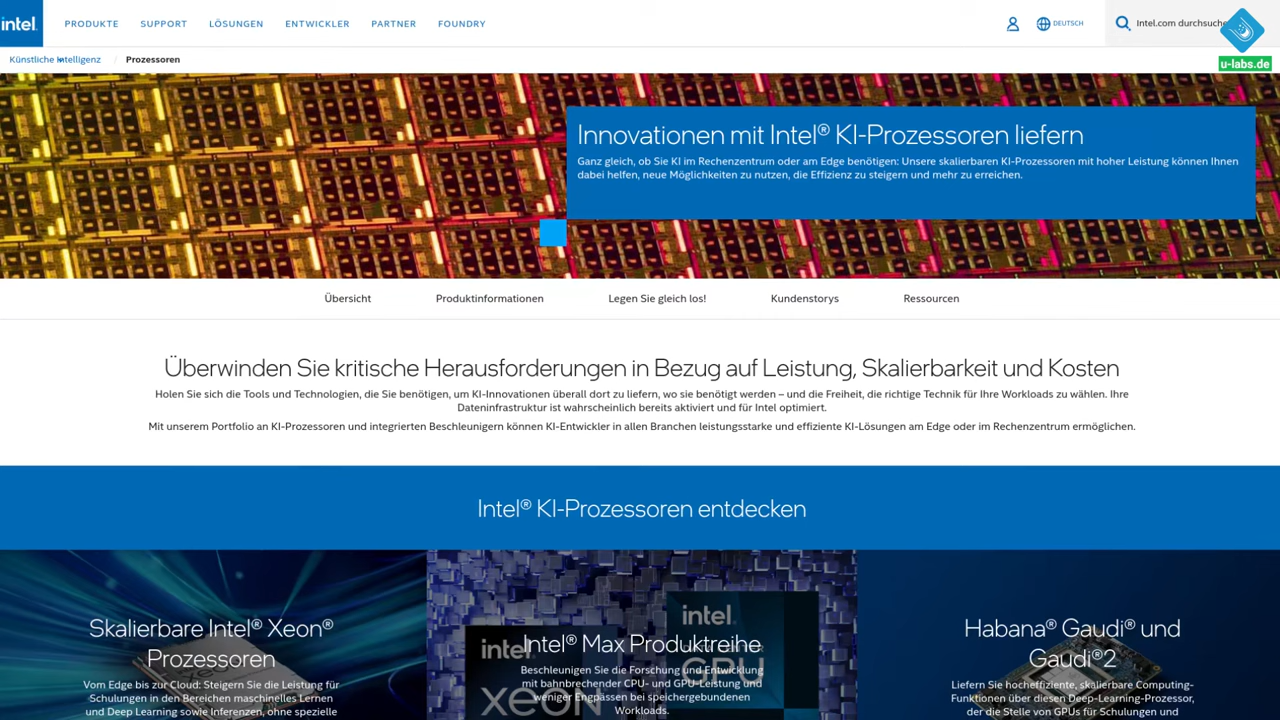 intel.
PRODUKTE
SUPPORT
LÖSUNGEN
ENTWICKLER
PARTNER
FOUNDRY
DEUTSCH
Intel.com durchsuche
u-labs.de
Künstliche Intelligenz / Prozessoren
Innovationen mit Intel® KI-Prozessoren liefern
Ganz gleich, ob Sie KI im Rechenzentrum oder am Edge benötigen: Unsere skalierbaren KI-Prozessoren mit hoher Leistung können Ihnen
dabei helfen, neue Möglichkeiten zu nutzen, die Effizienz zu steigern und mehr zu erreichen.
Übersicht
Produktinformationen
Legen Sie gleich los!
Kundenstorys
Ressourcen
Überwinden Sie kritische Herausforderungen in Bezug auf Leistung, Skalierbarkeit und Kosten
Holen Sie sich die Tools und Technologien, die Sie benötigen, um KI-Innovationen überall dort zu liefern, wo sie benötigt werden – und die Freiheit, die richtige Technik für Ihre Workloads zu wählen. Ihre
Dateninfrastruktur ist wahrscheinlich bereits aktiviert und für Intel optimiert.
Mit unserem Portfolio an KI-Prozessoren und integrierten Beschleunigern können KI-Entwickler in allen Branchen leistungsstarke und effiziente KI-Lösungen am Edge oder im Rechenzentrum ermöglichen.
Intel® KI-Prozessoren entdecken
Skalierbare Intel® Xeon®
Prozessoren
Vom Edge bis zur Cloud: Steigern Sie die Leistung für
Schulungen in den Bereichen maschinelles Lernen
und Deep Learning sowie Inferenzen, ohne spezielle
intel.
GPU
intel
xeon
Intel® Max Produktreihe
Beschleunigen Sie die Forschung und Entwicklung
mit bahnbrechender CPU- und GPU-Leistung und
weniger Engpässen bei speichergebundenen
Workloads.
Habana® Gaudi® und
Gaudi®2
Liefern Sie hocheffiziente, skalierbare Computing-
Funktionen über diesen Deep-Learning-Prozessor,
der die Stelle von GPUs für Schulungen und